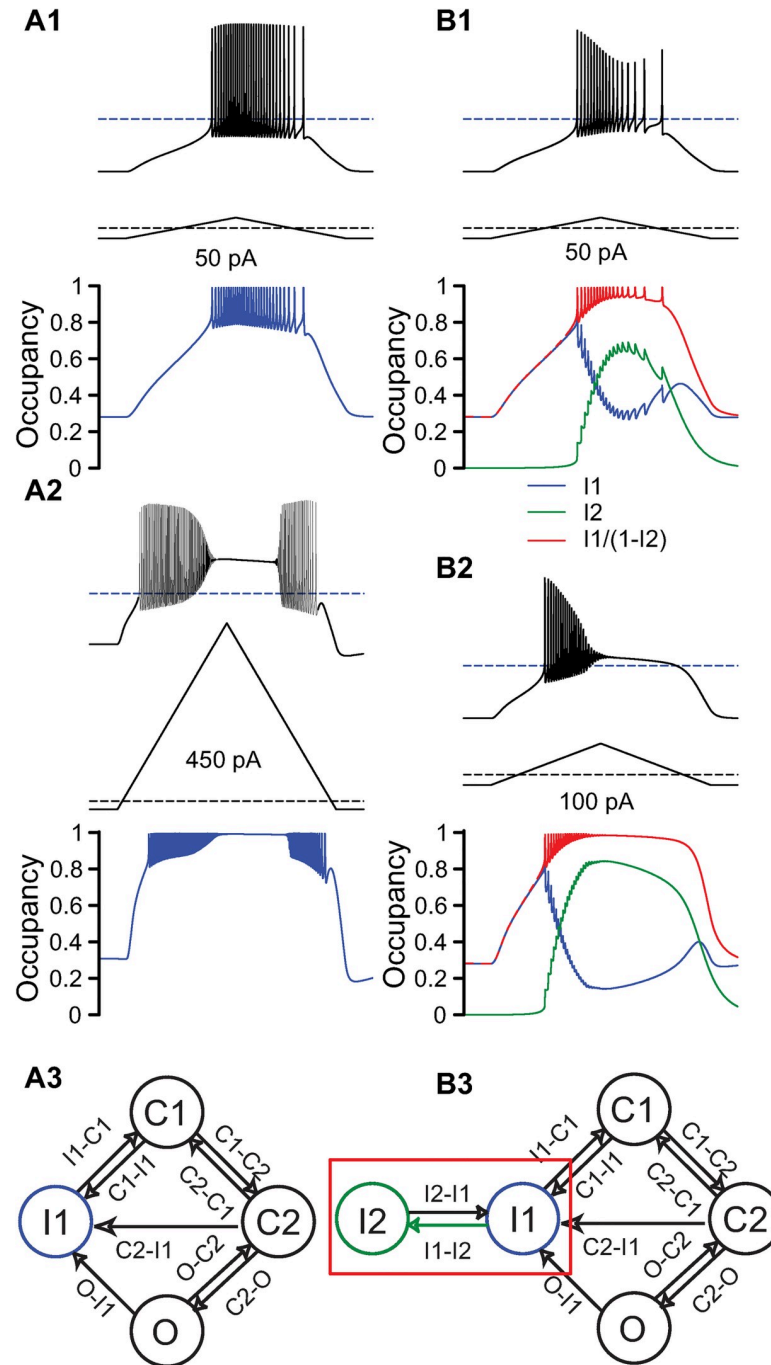 A1
50 pA
Occupancy
1
0.8
0.6
0.4
0.2
0
A2
450 pA
Occupancy
1
0.8
0.6
0.4
0.2
0
A3
C1
I1
C2
O
I1-C1
C1-I1
C1-C2
C2-C1
C2-I1
O-C2
C2-O
O-I1
B1
50 pA
Occupancy
1
0.8
0.6
0.4
0.2
0
I1
I2
I1/(1-I2)
B2
100 pA
Occupancy
1
0.8
0.6
0.4
0.2
0
B3
C1
I2
I1
C2
O
I2-I1
I1-I2
I1-C1
C1-I1
C1-C2
C2-C1
C2-I1
O-C2
C2-O
O-I1